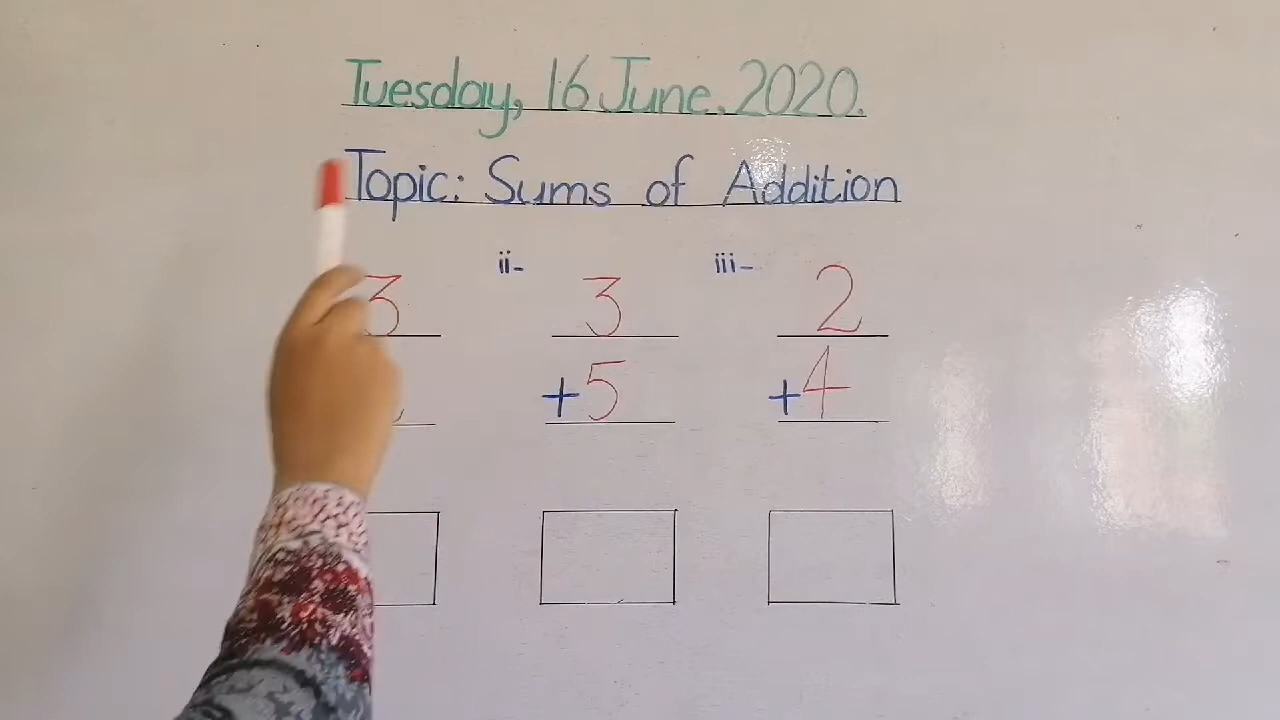 Tuesday, 16 June. 2020.
Topic: Sums of Addition
ii- iii-
3 3 2
+5 +4